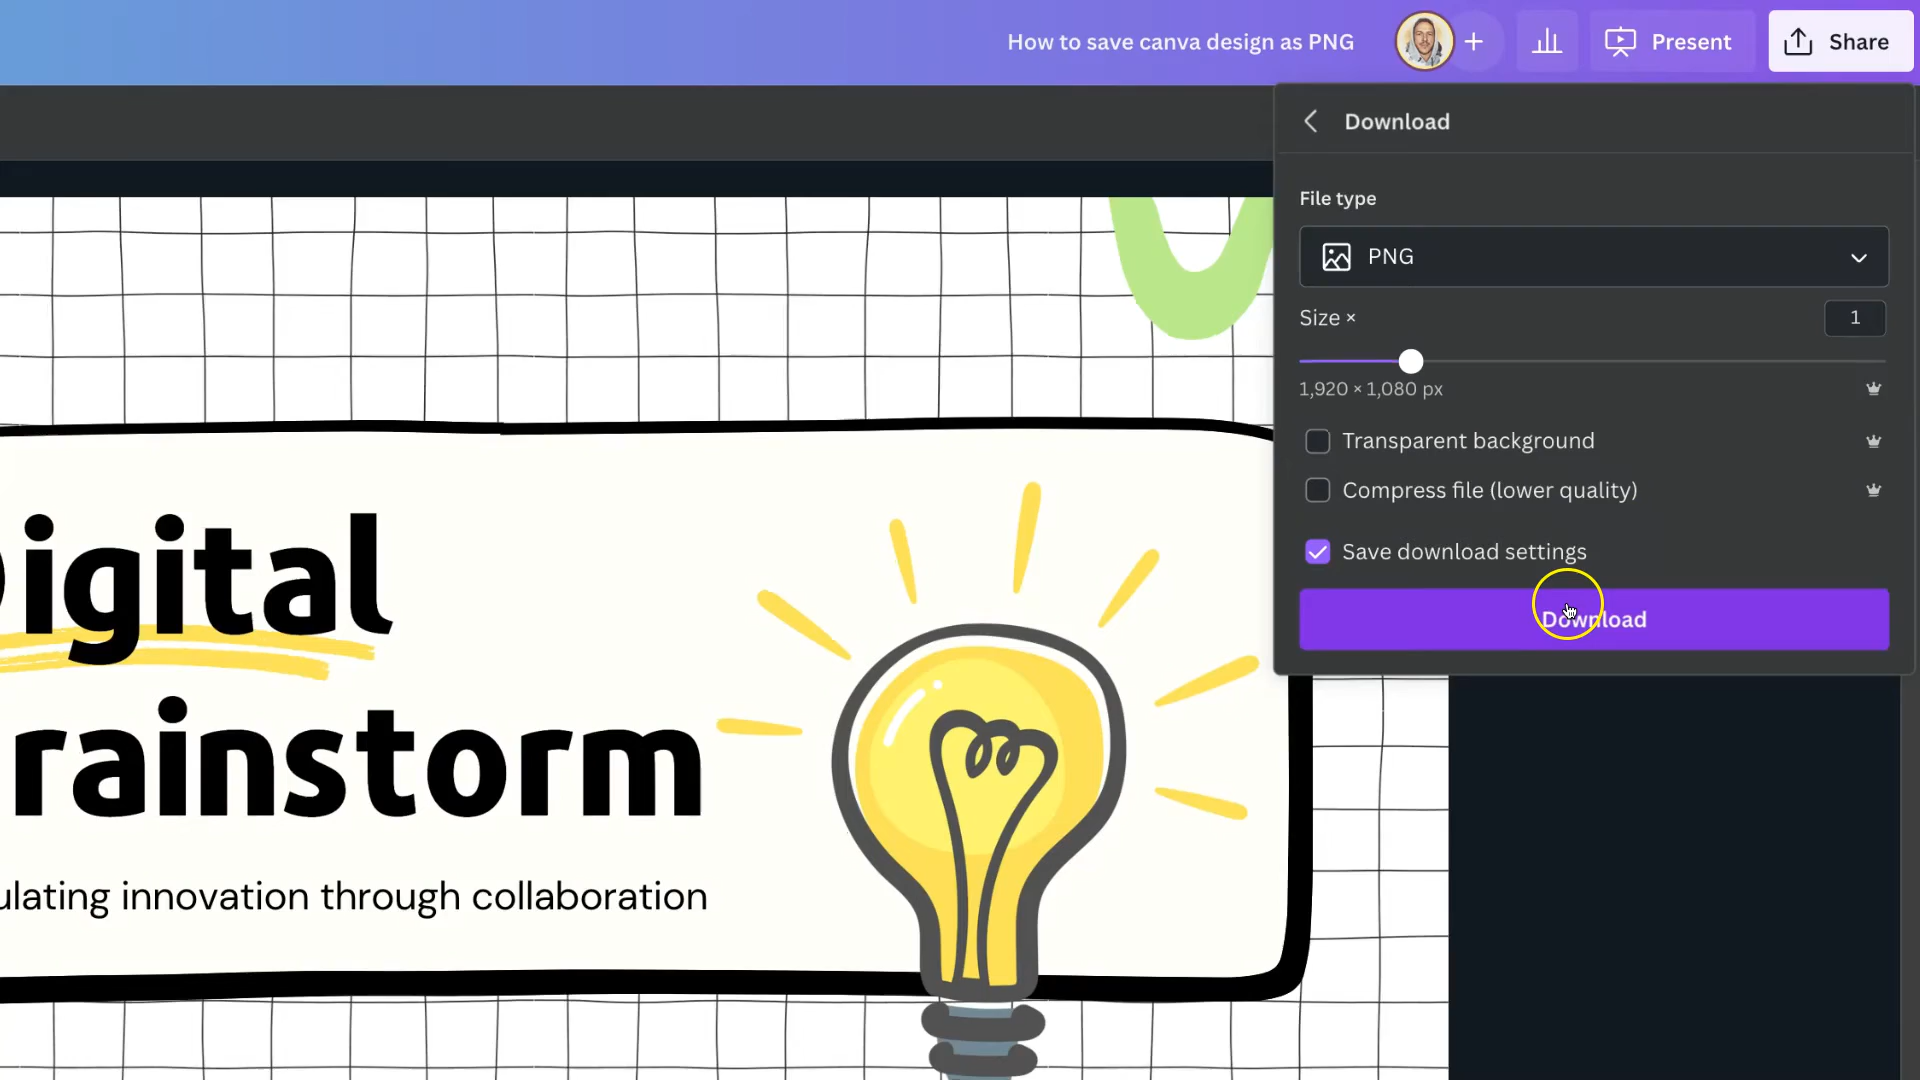 How to save canva design as PNG
Present
Share
Download
File type
PNG
Size ×
1
1,920 × 1,080 px
Transparent background
Compress file (lower quality)
Save download settings
Download
igital
rainstorm
ulating innovation through collaboration